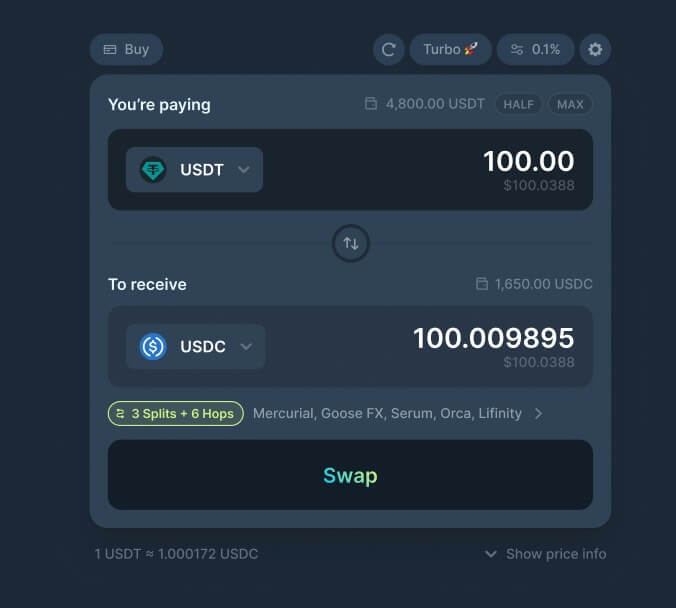 Buy
Turbo 🚀
0.1%
You're paying
4,800.00 USDT HALF MAX
USDT
100.00
$100.0388
To receive
1,650.00 USDC
USDC
100.009895
$100.0388
3 Splits + 6 Hops Mercurial, Goose FX, Serum, Orca, Lifinity
Swap
1 USDT ≈ 1.000172 USDC
Show price info